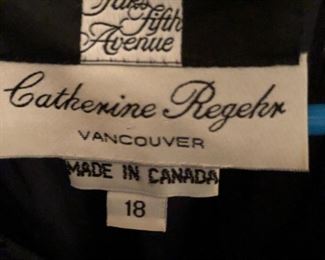 Saks
Fifth
Avenue
Catherine Regehr
VANCOUVER
MADE IN CANADA
18